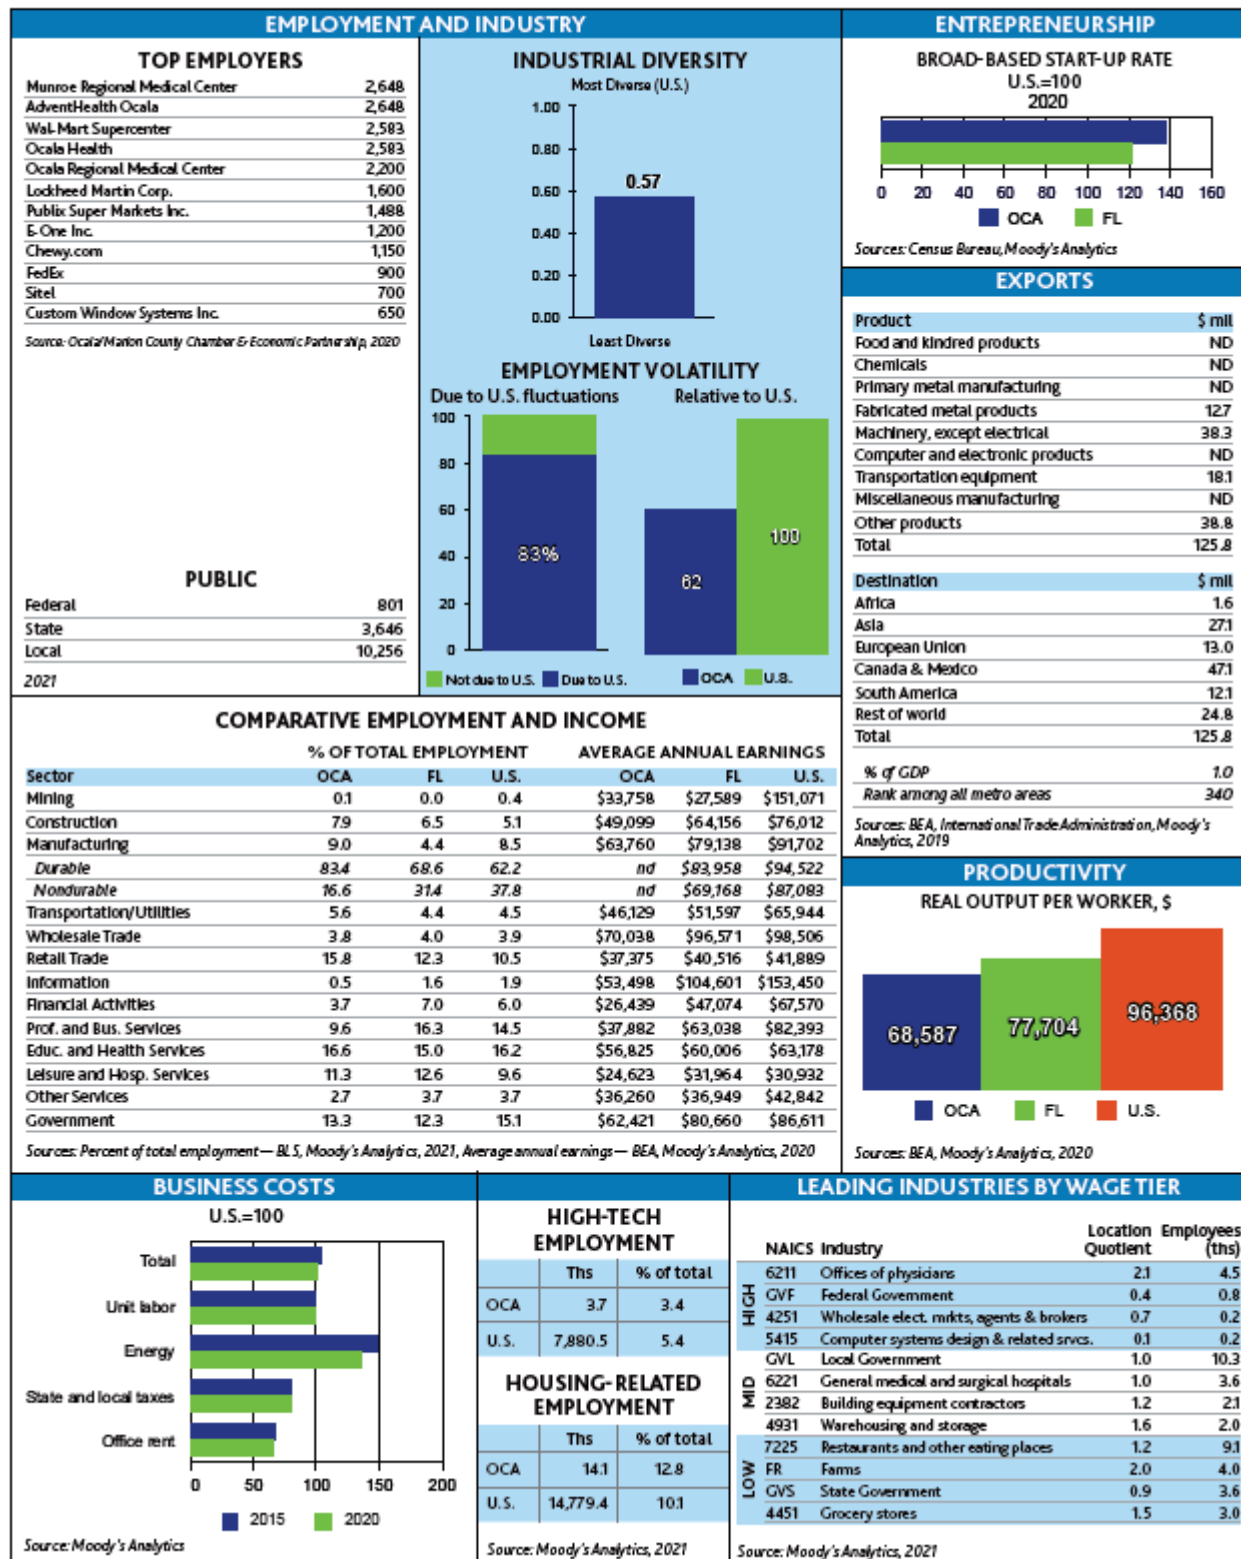 EMPLOYMENT AND INDUSTRY
TOP EMPLOYERS
Munroe Regional Medical Center 2,648
AdventHealth Ocala 2,648
Wal-Mart Supercenter 2,583
Ocala Health 2,583
Ocala Regional Medical Center 2,200
Lockheed Martin Corp. 1,600
Publix Super Markets Inc. 1,488
E-One Inc. 1,200
Chewy.com 1,150
FedEx 900
Sitel 700
Custom Window Systems Inc. 650
Source: Ocala/Marion County Chamber & Economic Partnership, 2020
PUBLIC
Federal 801
State 3,646
Local 10,256
2021
INDUSTRIAL DIVERSITY
Most Diverse (U.S.)
1.00
0.80
0.60
0.40
0.20
0.00
0.57
Least Diverse
EMPLOYMENT VOLATILITY
Due to U.S. fluctuations Relative to U.S.
100
80
60
40
20
0
83%
62
100
Not due to U.S. Due to U.S. OCA U.S.
ENTREPRENEURSHIP
BROAD-BASED START-UP RATE
U.S.=100
2020
0 20 40 60 80 100 120 140 160
OCA FL
Sources: Census Bureau, Moody's Analytics
EXPORTS
Product $ mil
Food and kindred products ND
Chemicals ND
Primary metal manufacturing ND
Fabricated metal products 12.7
Machinery, except electrical 38.3
Computer and electronic products ND
Transportation equipment 18.1
Miscellaneous manufacturing ND
Other products 38.8
Total 125.8
Destination $ mil
Africa 1.6
Asia 27.1
European Union 13.0
Canada & Mexico 47.1
South America 12.1
Rest of world 24.8
Total 125.8
% of GDP 1.0
Rank among all metro areas 340
Sources: BEA, International Trade Administration, Moody's
Analytics, 2019
COMPARATIVE EMPLOYMENT AND INCOME
% OF TOTAL EMPLOYMENT AVERAGE ANNUAL EARNINGS
Sector OCA FL U.S. OCA FL U.S.
Mining 0.1 0.0 0.4 $33,758 $27,589 $151,071
Construction 7.9 6.5 5.1 $49,099 $64,156 $76,012
Manufacturing 9.0 4.4 8.5 $63,760 $79,138 $91,702
Durable 83.4 68.6 62.2 nd $83,958 $94,522
Nondurable 16.6 31.4 37.8 nd $69,168 $87,083
Transportation/Utilities 5.6 4.4 4.5 $46,129 $51,597 $65,944
Wholesale Trade 3.8 4.0 3.9 $70,038 $96,571 $98,506
Retail Trade 15.8 12.3 10.5 $37,375 $40,516 $41,889
Information 0.5 1.6 1.9 $53,498 $104,601 $153,450
Financial Activities 3.7 7.0 6.0 $26,439 $47,074 $67,570
Prof. and Bus. Services 9.6 16.3 14.5 $37,882 $63,038 $82,393
Educ. and Health Services 16.6 15.0 16.2 $56,825 $60,006 $63,178
Leisure and Hosp. Services 11.3 12.6 9.6 $24,623 $31,964 $30,932
Other Services 2.7 3.7 3.7 $36,260 $36,949 $42,842
Government 13.3 12.3 15.1 $62,421 $80,660 $86,611
Sources: Percent of total employment — BLS, Moody's Analytics, 2021, Average annual earnings — BEA, Moody's Analytics, 2020
PRODUCTIVITY
REAL OUTPUT PER WORKER, $
68,587
77,704
96,368
OCA FL U.S.
Sources: BEA, Moody's Analytics, 2020
BUSINESS COSTS
U.S.=100
Total
Unit labor
Energy
State and local taxes
Office rent
0 50 100 150 200
2015 2020
Source: Moody's Analytics
HIGH-TECH
EMPLOYMENT
Ths % of total
OCA 3.7 3.4
U.S. 7,880.5 5.4
HOUSING-RELATED
EMPLOYMENT
Ths % of total
OCA 14.1 12.8
U.S. 14,779.4 10.1
Source: Moody's Analytics, 2021
LEADING INDUSTRIES BY WAGE TIER
Location Employees
NAICS Industry Quotient (ths)
HIGH
6211 Offices of physicians 2.1 4.5
GVF Federal Government 0.4 0.8
4251 Wholesale elect. mrkts, agents & brokers 0.7 0.2
5415 Computer systems design & related srvcs. 0.1 0.2
MID
GVL Local Government 1.0 10.3
6221 General medical and surgical hospitals 1.0 3.6
2382 Building equipment contractors 1.2 2.1
4931 Warehousing and storage 1.6 2.0
LOW
7225 Restaurants and other eating places 1.2 9.1
FR Farms 2.0 4.0
GVS State Government 0.9 3.6
4451 Grocery stores 1.5 3.0
Source: Moody's Analytics, 2021